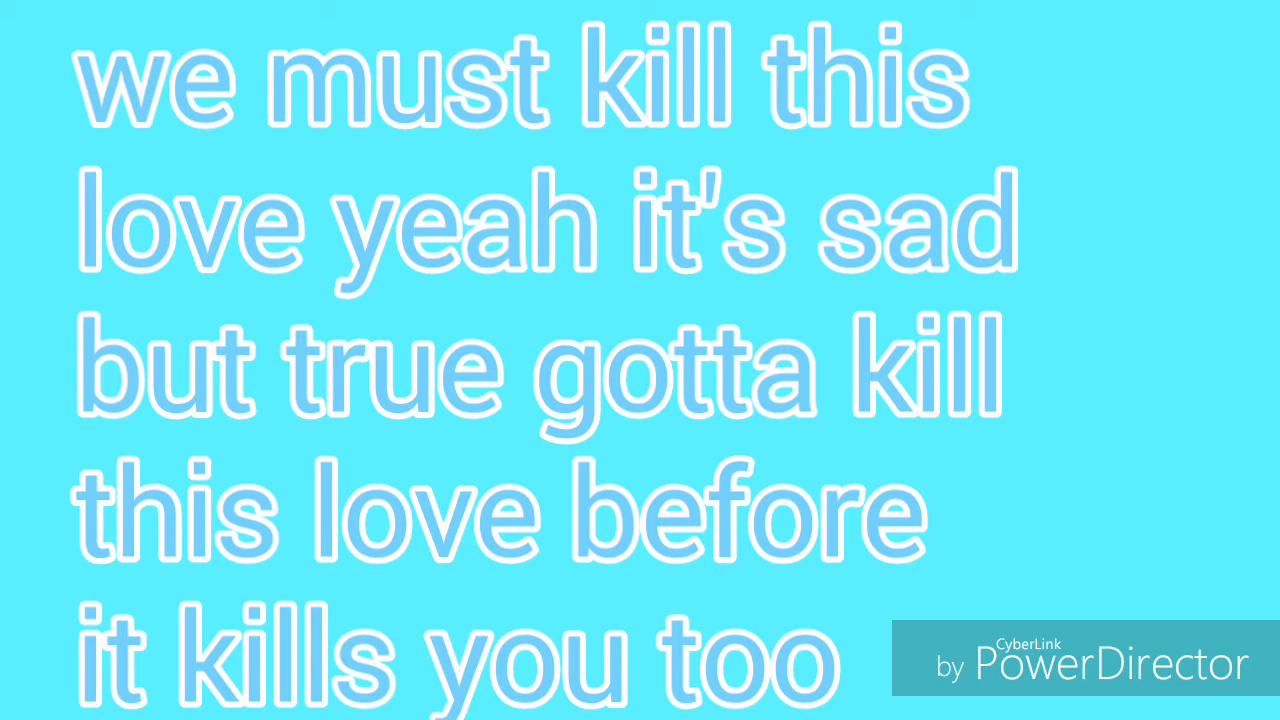 we must kill this
love yeah it's sad
but true gotta kill
this love before
it kills you too
CyberLink
by PowerDirector